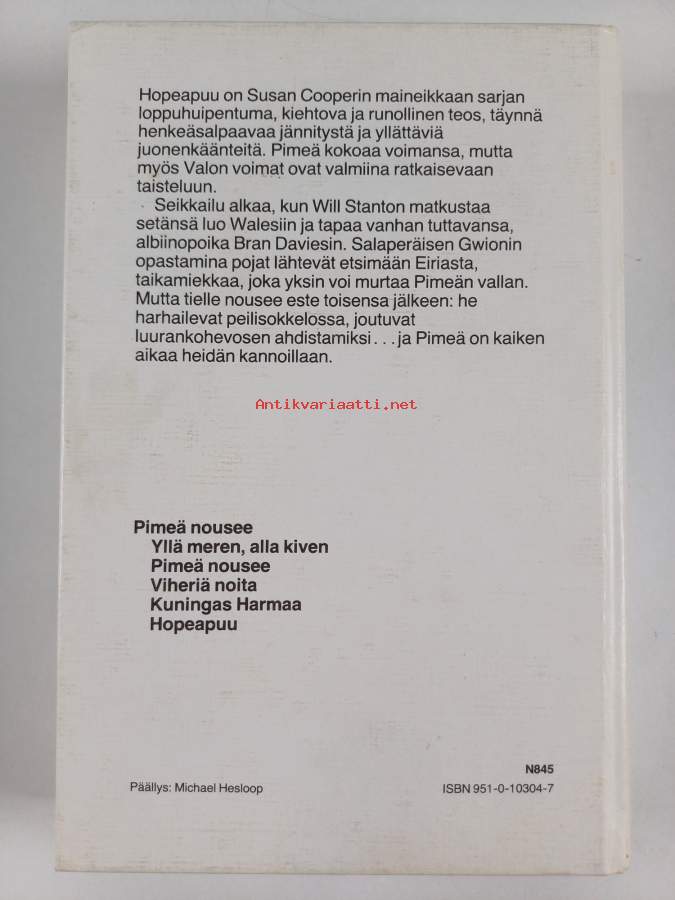 Hopeapuu on Susan Cooperin maineikkaan sarjan
loppuhuipentuma, kiehtova ja runollinen teos, täynnä
henkeäsalpaavaa jännitystä ja yllättäviä
juonenkäänteitä. Pimeä kokoaa voimansa, mutta
myös Valon voimat ovat valmiina ratkaisevaan
taisteluun.
Seikkailu alkaa, kun Will Stanton matkustaa
setänsä luo Walesiin ja tapaa vanhan tuttavansa,
albiinopoika Bran Daviesin. Salaperäisen Gwionin
opastamina pojat lähtevät etsimään Eiriasta,
taikamiekkaa, joka yksin voi murtaa Pimeän vallan.
Mutta tielle nousee este toisensa jälkeen: he
harhailevat peilisokkelossa, joutuvat
luurankohevosen ahdistamiksi...ja Pimeä on kaiken
aikaa heidän kannoillaan.
Antikvariaatti.net
Pimeä nousee
Yllä meren, alla kiven
Pimeä nousee
Viheriä noita
Kuningas Harmaa
Hopeapuu
N845
Päällys: Michael Hesloop
ISBN 951-0-10304-7